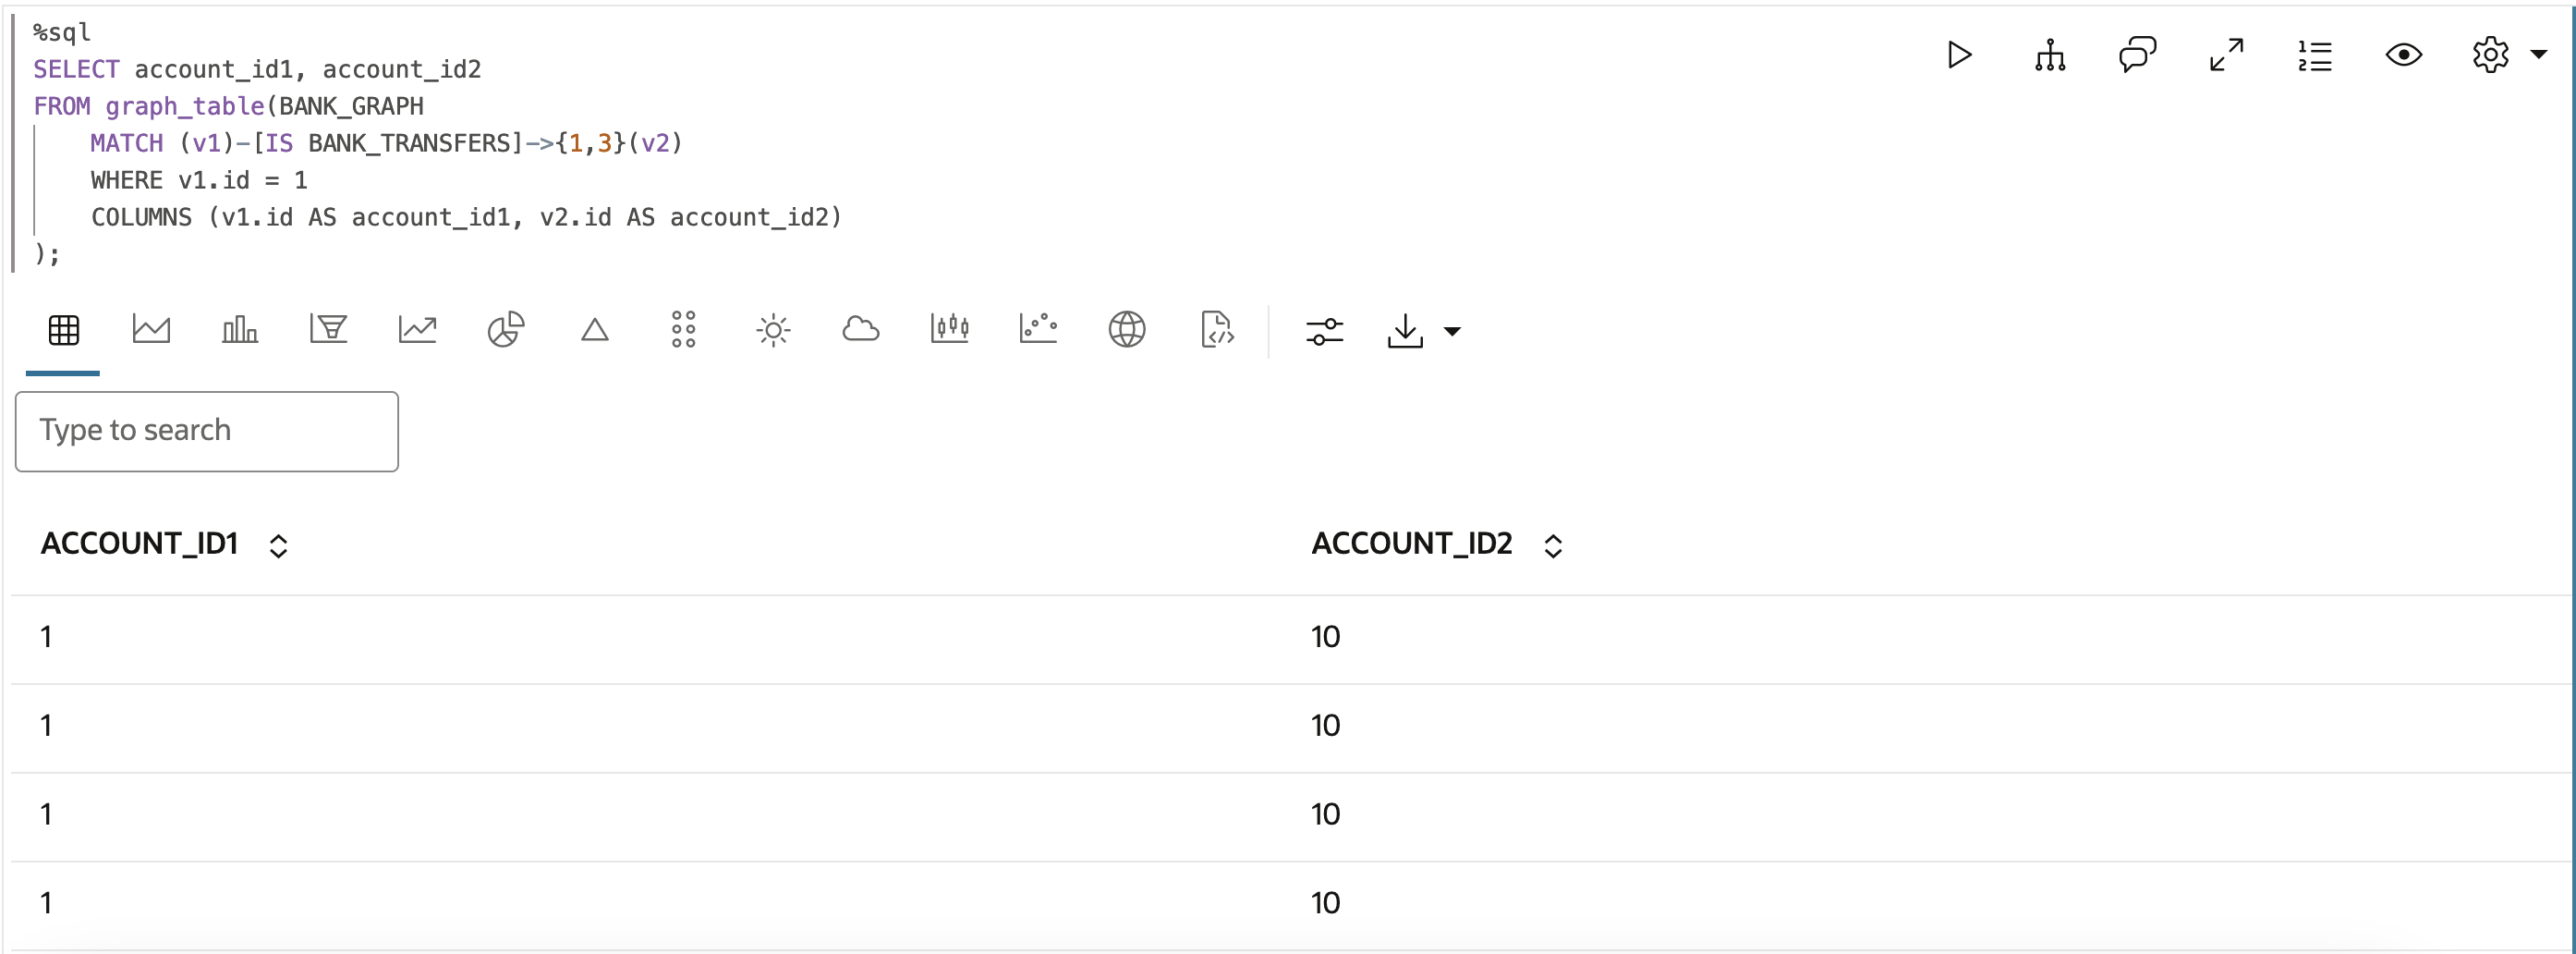 %sql
SELECT account_id1, account_id2
FROM graph_table(BANK_GRAPH
MATCH (v1)-[IS BANK_TRANSFERS]->{1,3}(v2)
WHERE v1.id = 1
COLUMNS (v1.id AS account_id1, v2.id AS account_id2)
);
Type to search
ACCOUNT_ID1 ACCOUNT_ID2
1 10
1 10
1 10
1 10